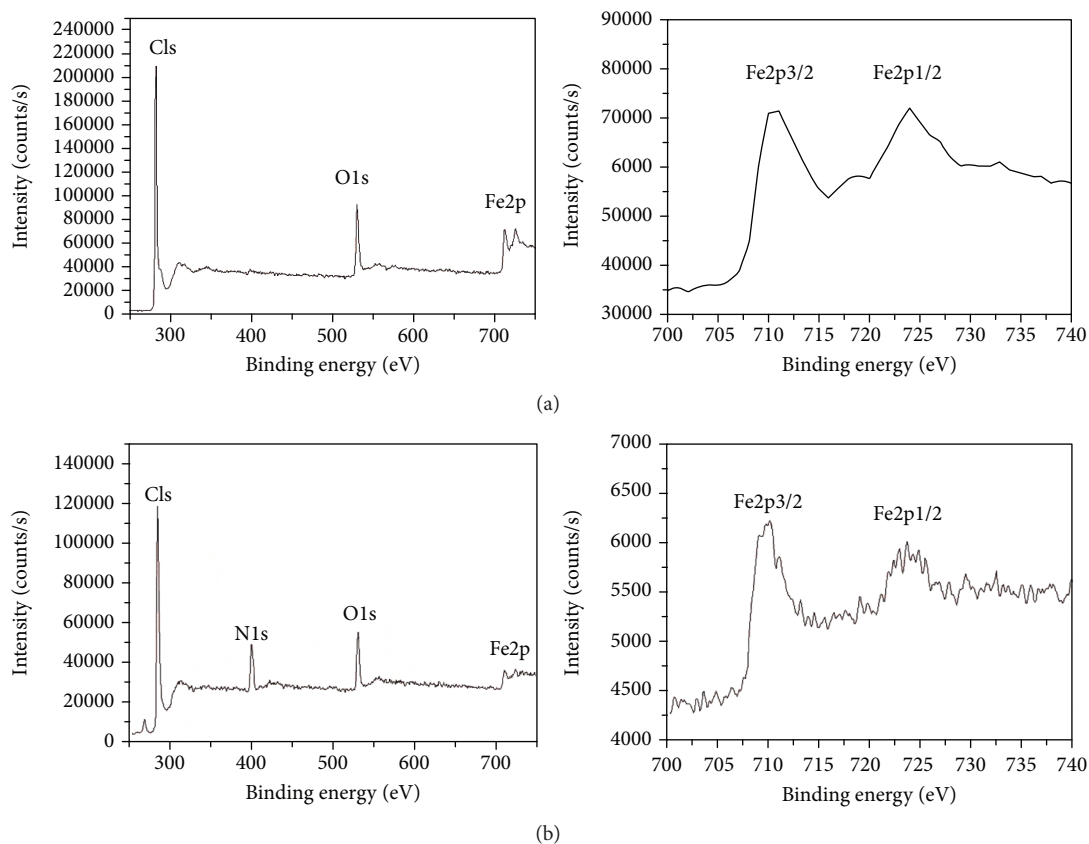 240000
220000
200000
180000
160000
140000
120000
100000
80000
60000
40000
20000
0
Intensity (counts/s)
Cls
O1s
Fe2p
300 400 500 600 700
Binding energy (eV)
90000
80000
70000
6000
50000
40000
30000
Intensity (counts/s)
Fe2p3/2 Fe2p1/2
700 705 710 715 720 725 730 735 740
Binding energy (eV)
(a)
140000
120000
100000
80000
60000
40000
20000
0
Intensity (counts/s)
Cls
N1s
O1s
Fe2p
300 400 500 600 700
Binding energy (eV)
7000
6500
6000
5500
5000
4500
4000
Intensity (counts/s)
Fe2p3/2
Fe2p1/2
700 705 710 715 720 725 730 735 740
Binding energy (eV)
(b)